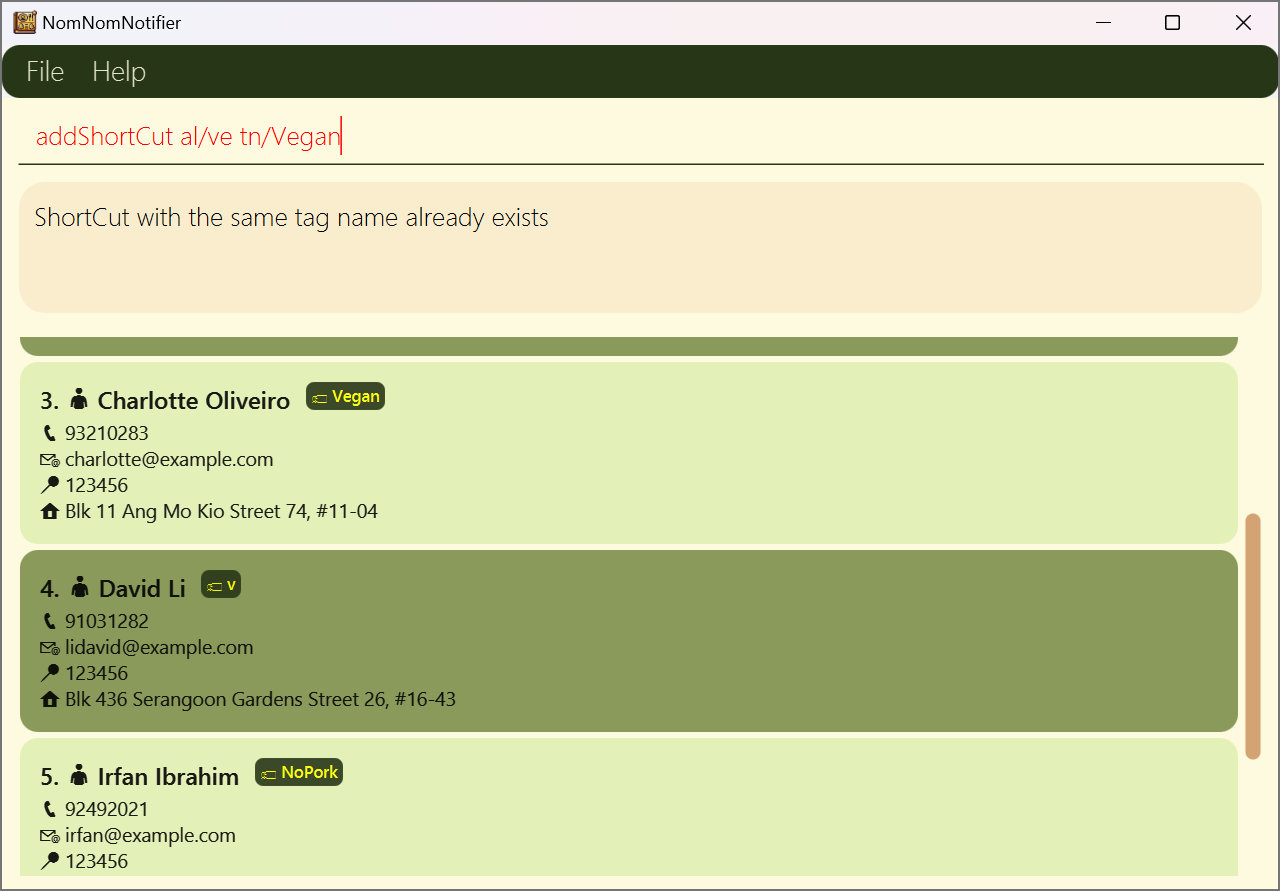 NomNomNotifier
File Help
addShortCut al/ve tn/Vegan
ShortCut with the same tag name already exists
3. Charlotte Oliveiro Vegan
93210283
charlotte@example.com
123456
Blk 11 Ang Mo Kio Street 74, #11-04
4. David Li v
91031282
lidavid@example.com
123456
Blk 436 Serangoon Gardens Street 26, #16-43
5. Irfan Ibrahim NoPork
92492021
irfan@example.com
123456